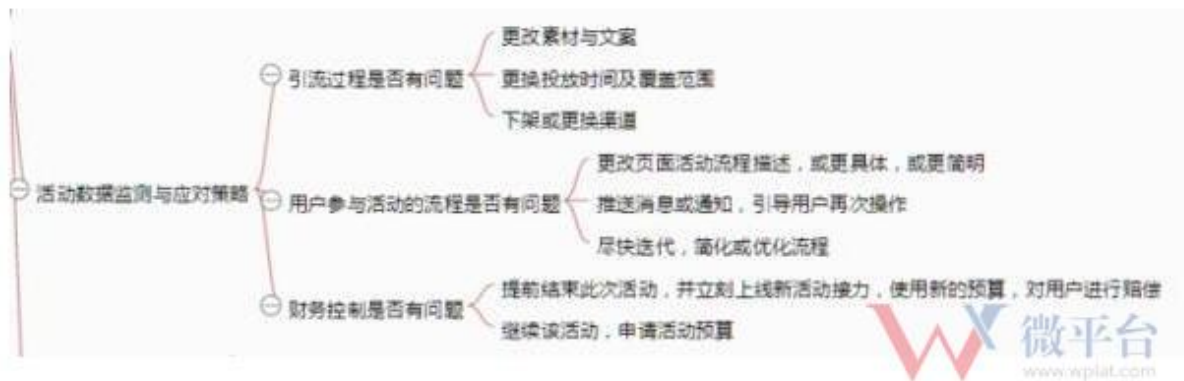 更改素材与文案
引流过程是否有问题
更换投放时间及覆盖范围
下架或更换渠道
更改页面活动流程描述，或更具体，或更简明
活动数据监测与应对策略
用户参与活动的流程是否有问题
推送消息或通知，引导用户再次操作
尽快迭代，简化或优化流程
提前结束此次活动，并立刻上线新活动接力，使用新的预算，对用户进行赔偿
财务控制是否有问题
继续该活动，申请活动预算
微平台
www.wplat.com